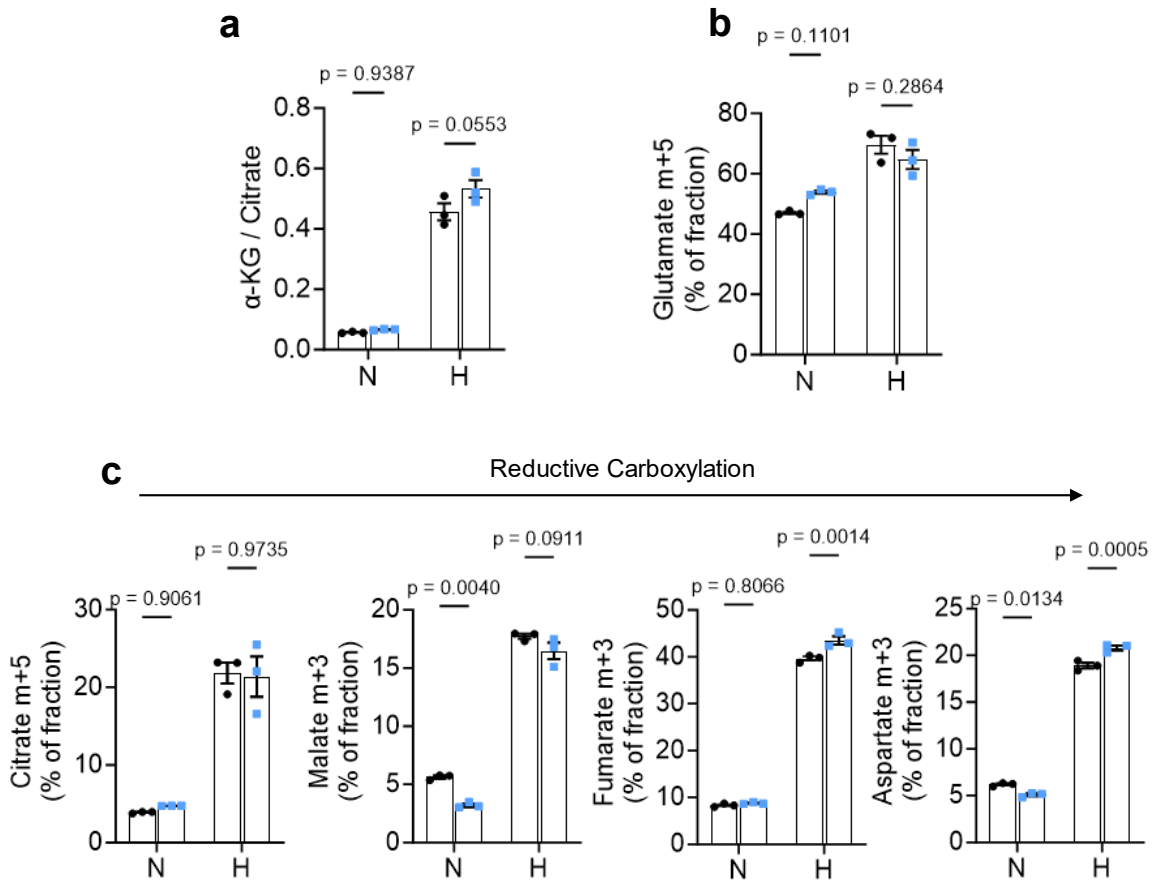 a
p = 0.9387
p = 0.0553
α-KG / Citrate
0.8
0.6
0.4
0.2
0.0
N
H
b
p = 0.1101
p = 0.2864
Glutamate m+5
(% of fraction)
80
60
40
20
0
N
H
c
Reductive Carboxylation
p = 0.9061
p = 0.9735
Citrate m+5
(% of fraction)
30
20
10
0
N
H
p = 0.0040
p = 0.0911
Malate m+3
(% of fraction)
20
15
10
5
0
N
H
p = 0.8066
p = 0.0014
Fumarate m+3
(% of fraction)
50
40
30
20
10
0
N
H
p = 0.0134
p = 0.0005
Aspartate m+3
(% of fraction)
25
20
15
10
5
0
N
H